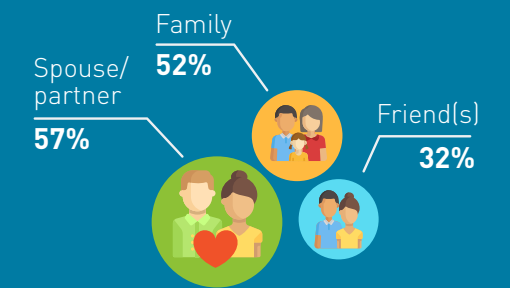 Family
52%
Spouse/
partner
57%
Friend(s)
32%